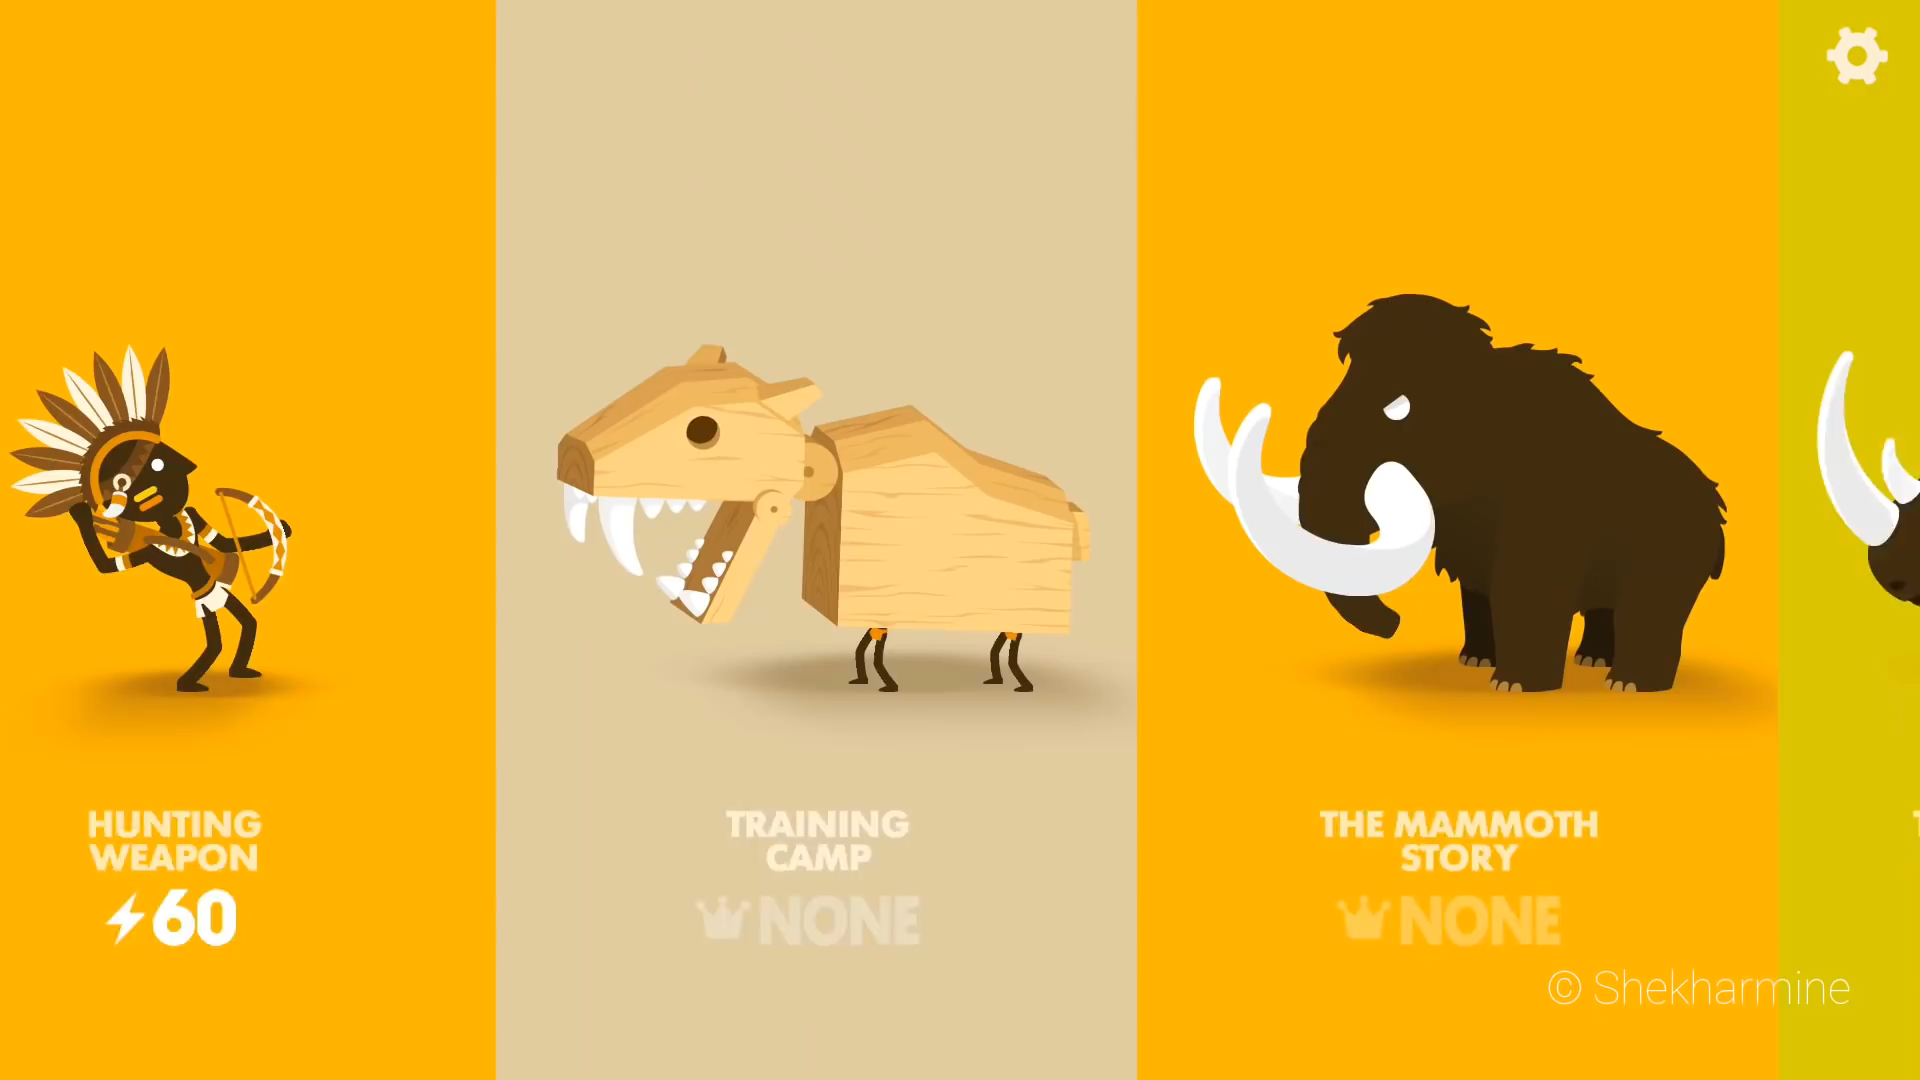 HUNTING
WEAPON
60
TRAINING
CAMP
NONE
THE MAMMOTH
STORY
NONE
© Shekharmine